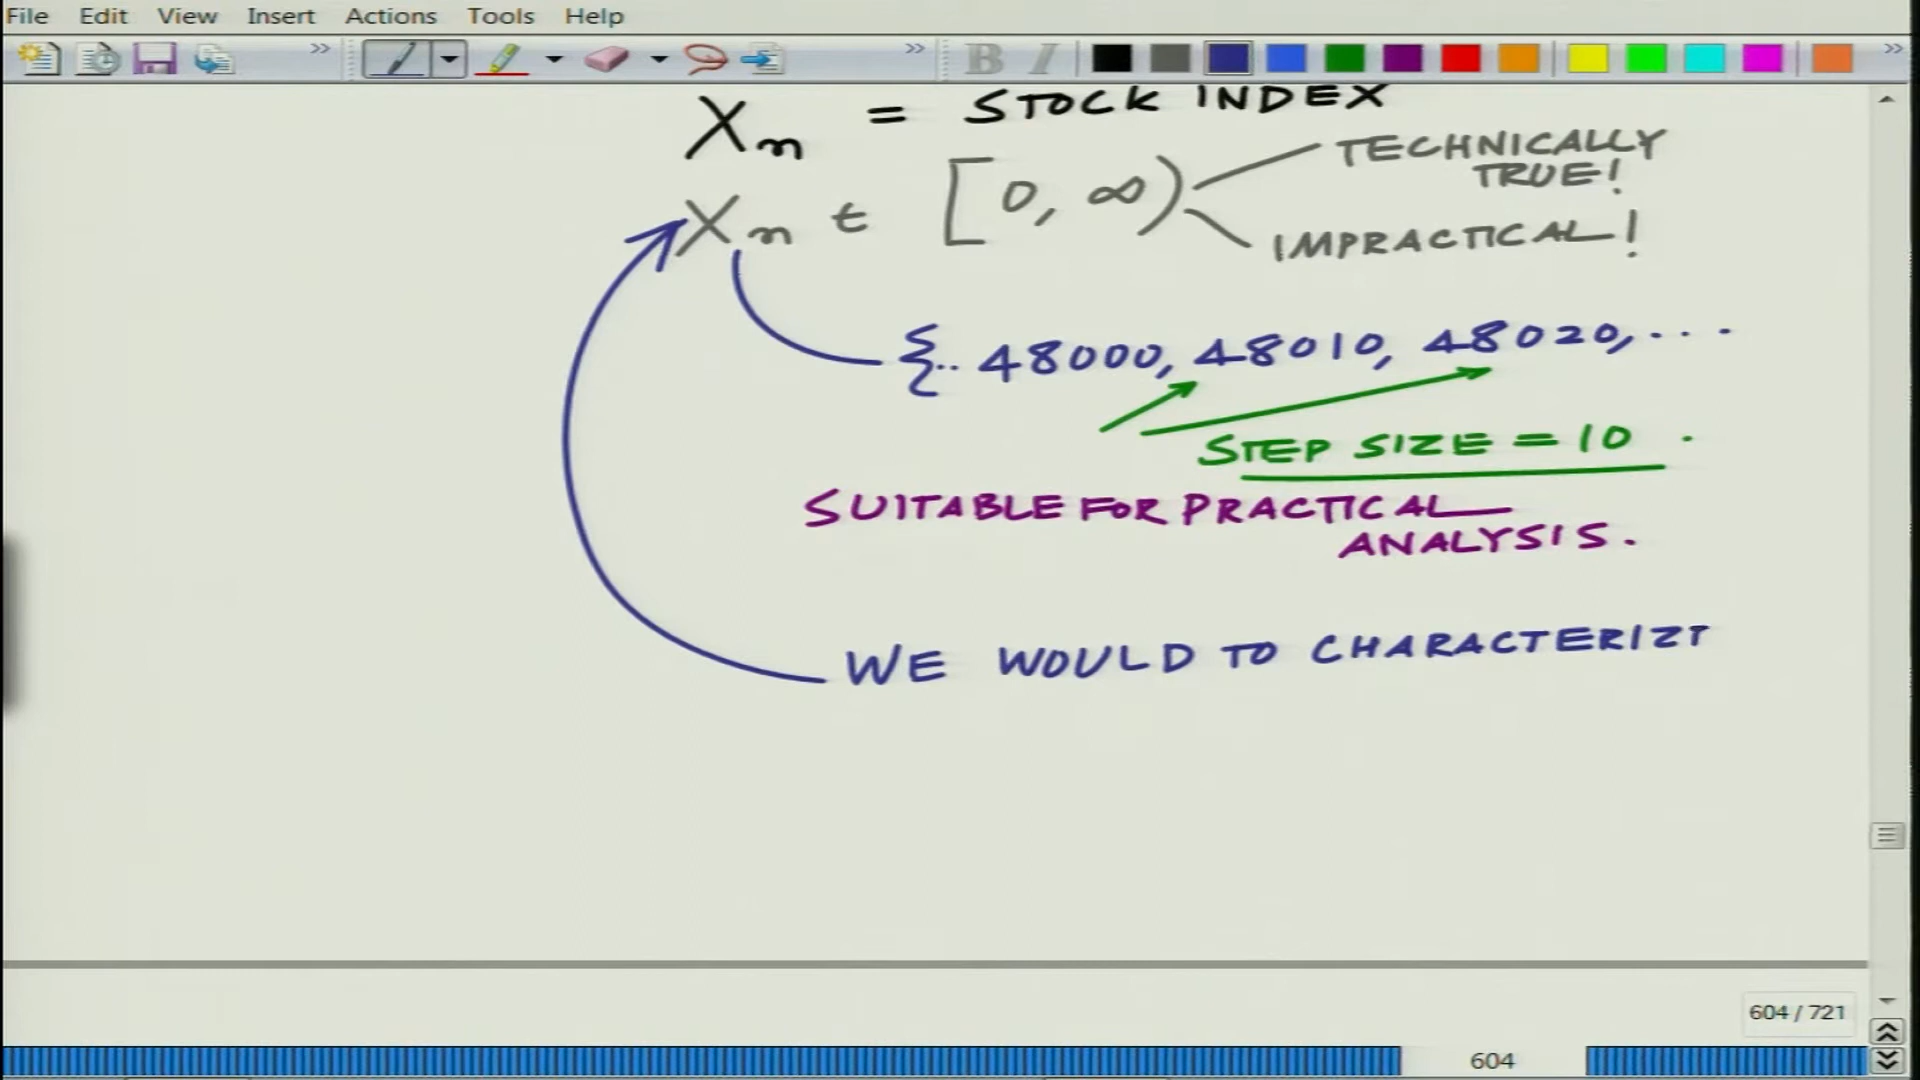 File Edit View Insert Actions Tools Help
B I
Xn = STOCK INDEX
Xn ∈ [0, ∞)
TECHNICALLY
TRUE!
IMPRACTICAL!
{.. 48000, 48010, 48020, ...
STEP SIZE = 10 .
SUITABLE FOR PRACTICAL
ANALYSIS.
WE WOULD TO CHARACTERIZE
604 / 721
604